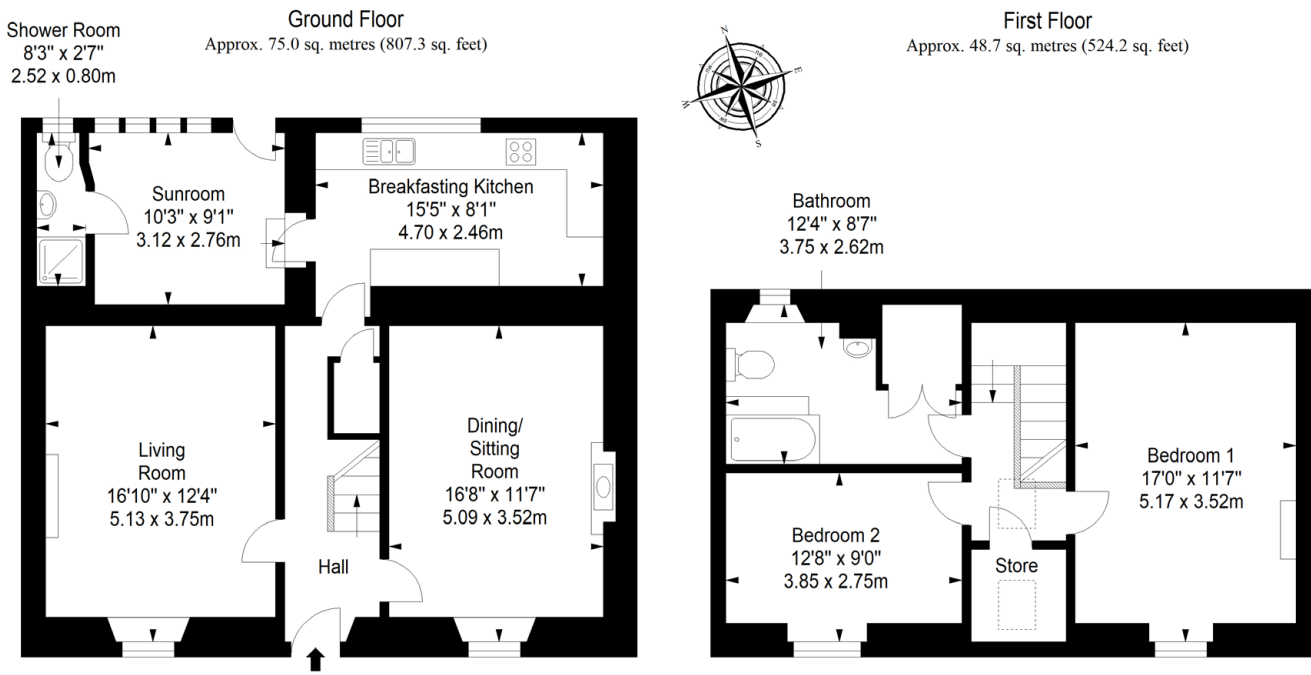 Ground Floor
Approx. 75.0 sq. metres (807.3 sq. feet)
Shower Room
8'3" x 2'7"
2.52 x 0.80m
Sunroom
10'3" x 9'1"
3.12 x 2.76m
Breakfasting Kitchen
15'5" x 8'1"
4.70 x 2.46m
Living
Room
16'10" x 12'4"
5.13 x 3.75m
Dining/
Sitting
Room
16'8" x 11'7"
5.09 x 3.52m
Hall
First Floor
Approx. 48.7 sq. metres (524.2 sq. feet)
N
E
S
W
Bathroom
12'4" x 8'7"
3.75 x 2.62m
Bedroom 1
17'0" x 11'7"
5.17 x 3.52m
Bedroom 2
12'8" x 9'0"
3.85 x 2.75m
Store